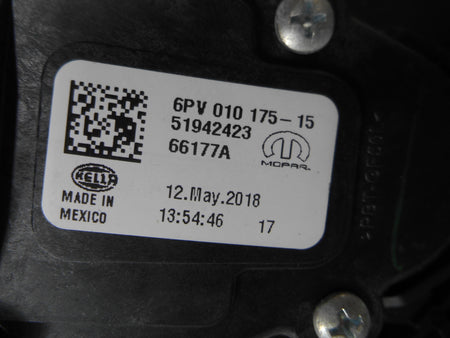 6PV 010 175-15
51942423
66177A
MOPAR
HELLA
MADE IN
MEXICO
12.May.2018
13:54:46
17